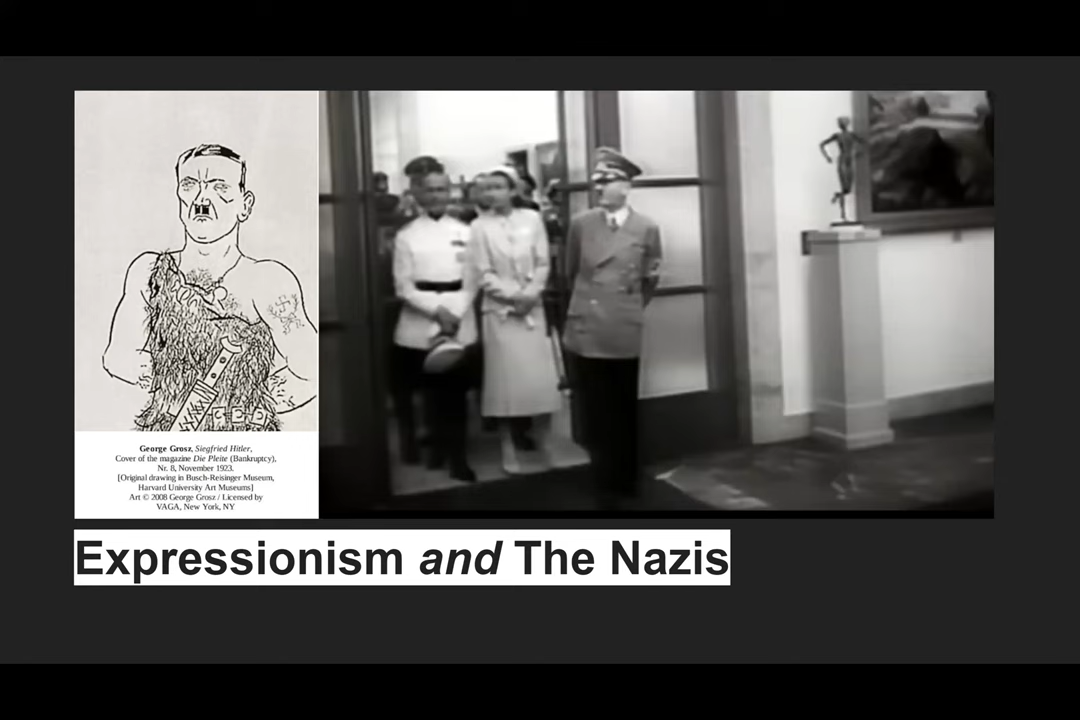 George Grosz, Siegfried Hitler,
Cover of the magazine Die Pleite (Bankruptcy),
Nr. 8, November 1923.
[Original drawing in Busch-Reisinger Museum,
Harvard University Art Museums]
Art © 2008 George Grosz / Licensed by
VAGA, New York, NY
Expressionism and The Nazis